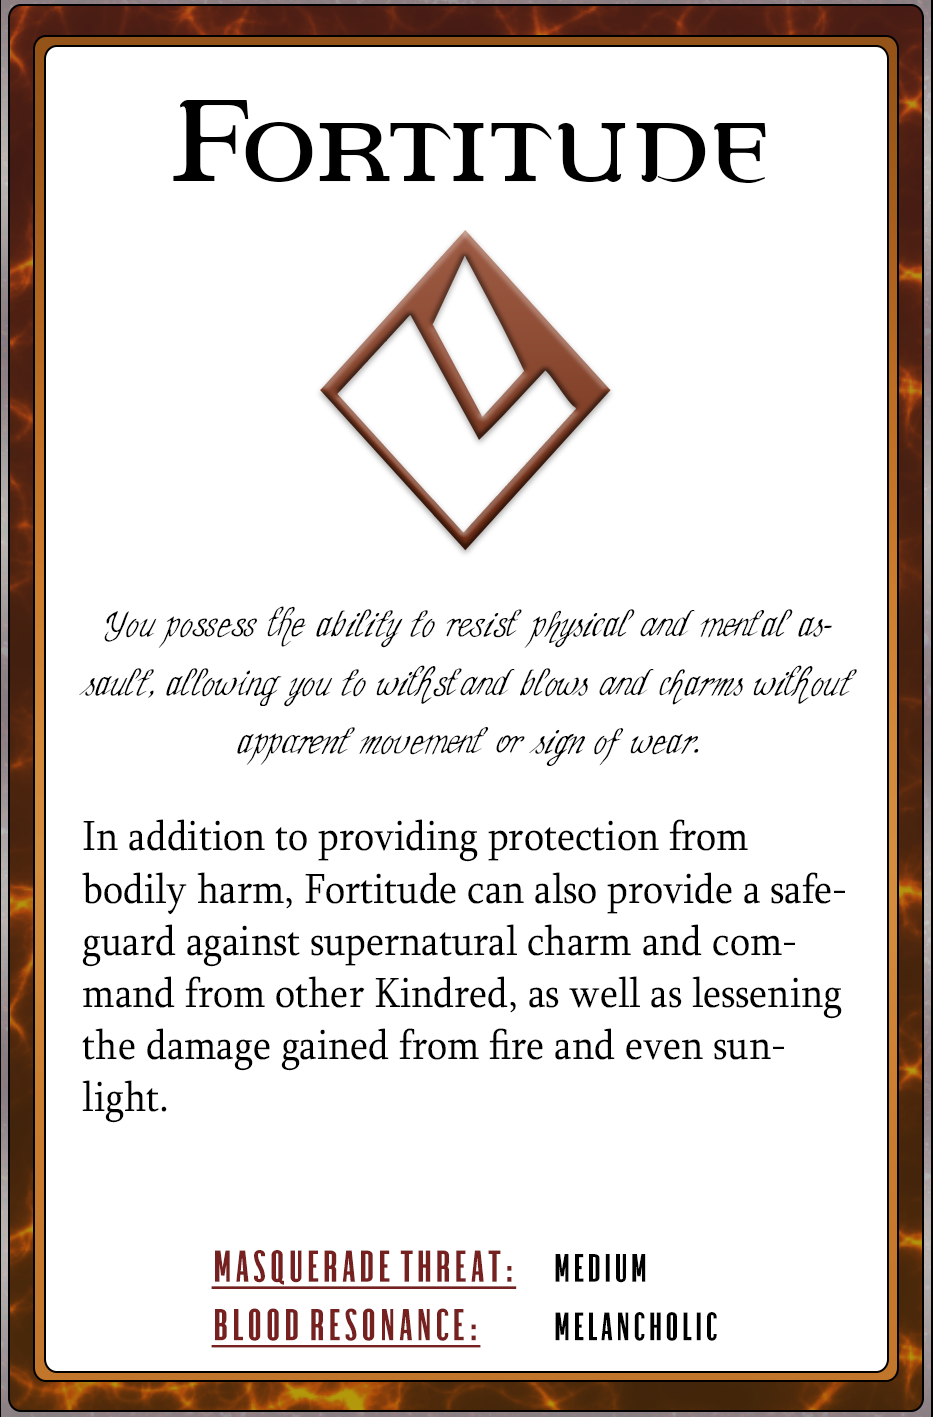 Fortitude
You possess the ability to resist physical and mental as-
sault, allowing you to withstand blows and charms without
apparent movement or sign of wear.
In addition to providing protection from
bodily harm, Fortitude can also provide a safe-
guard against supernatural charm and com-
mand from other Kindred, as well as lessening
the damage gained from fire and even sun-
light.
MASQUERADE THREAT: MEDIUM
BLOOD RESONANCE: MELANCHOLIC